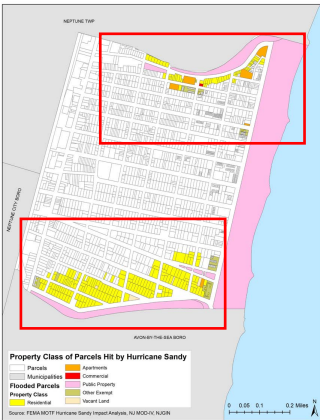 NEPTUNE TWP
NEPTUNE CITY BORO
AVON-BY-THE-SEA BORO
Property Class of Parcels Hit by Hurricane Sandy
Parcels
Municipalities
Flooded Parcels
Property Class
Residential
Apartments
Commercial
Public Property
Other Exempt
Vacant Land
Source: FEMA MOTF Hurricane Sandy Impact Analysis, NJ MOD-IV, NJGIN
0 0.05 0.1 0.2 Miles
N